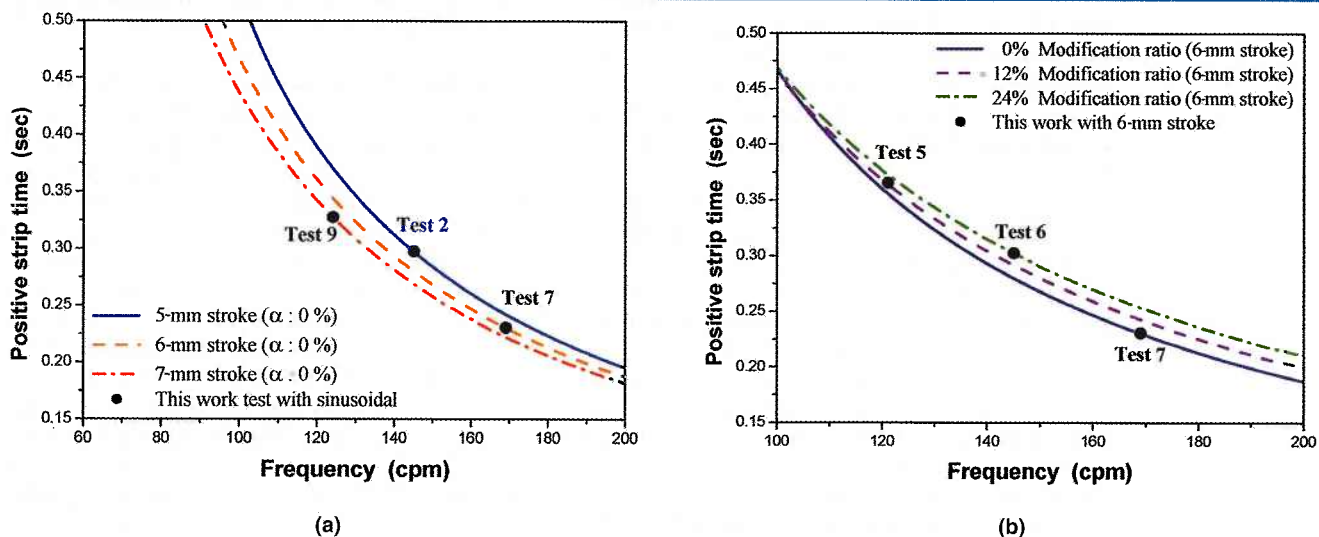 0.50
0.45
0.40
0.35
0.30
0.25
0.20
0.15
Positive strip time (sec)
Test 2
Test 9
Test 7
5-mm stroke (α : 0 %)
6-mm stroke (α : 0 %)
7-mm stroke (α : 0 %)
This work test with sinusoidal
60 80 100 120 140 160 180 200
Frequency (cpm)
(a)
0.50
0.45
0.40
0.35
0.30
0.25
0.20
0.15
Positive strip time (sec)
0% Modification ratio (6-mm stroke)
12% Modification ratio (6-mm stroke)
24% Modification ratio (6-mm stroke)
This work with 6-mm stroke
Test 5
Test 6
Test 7
100 120 140 160 180 200
Frequency (cpm)
(b)